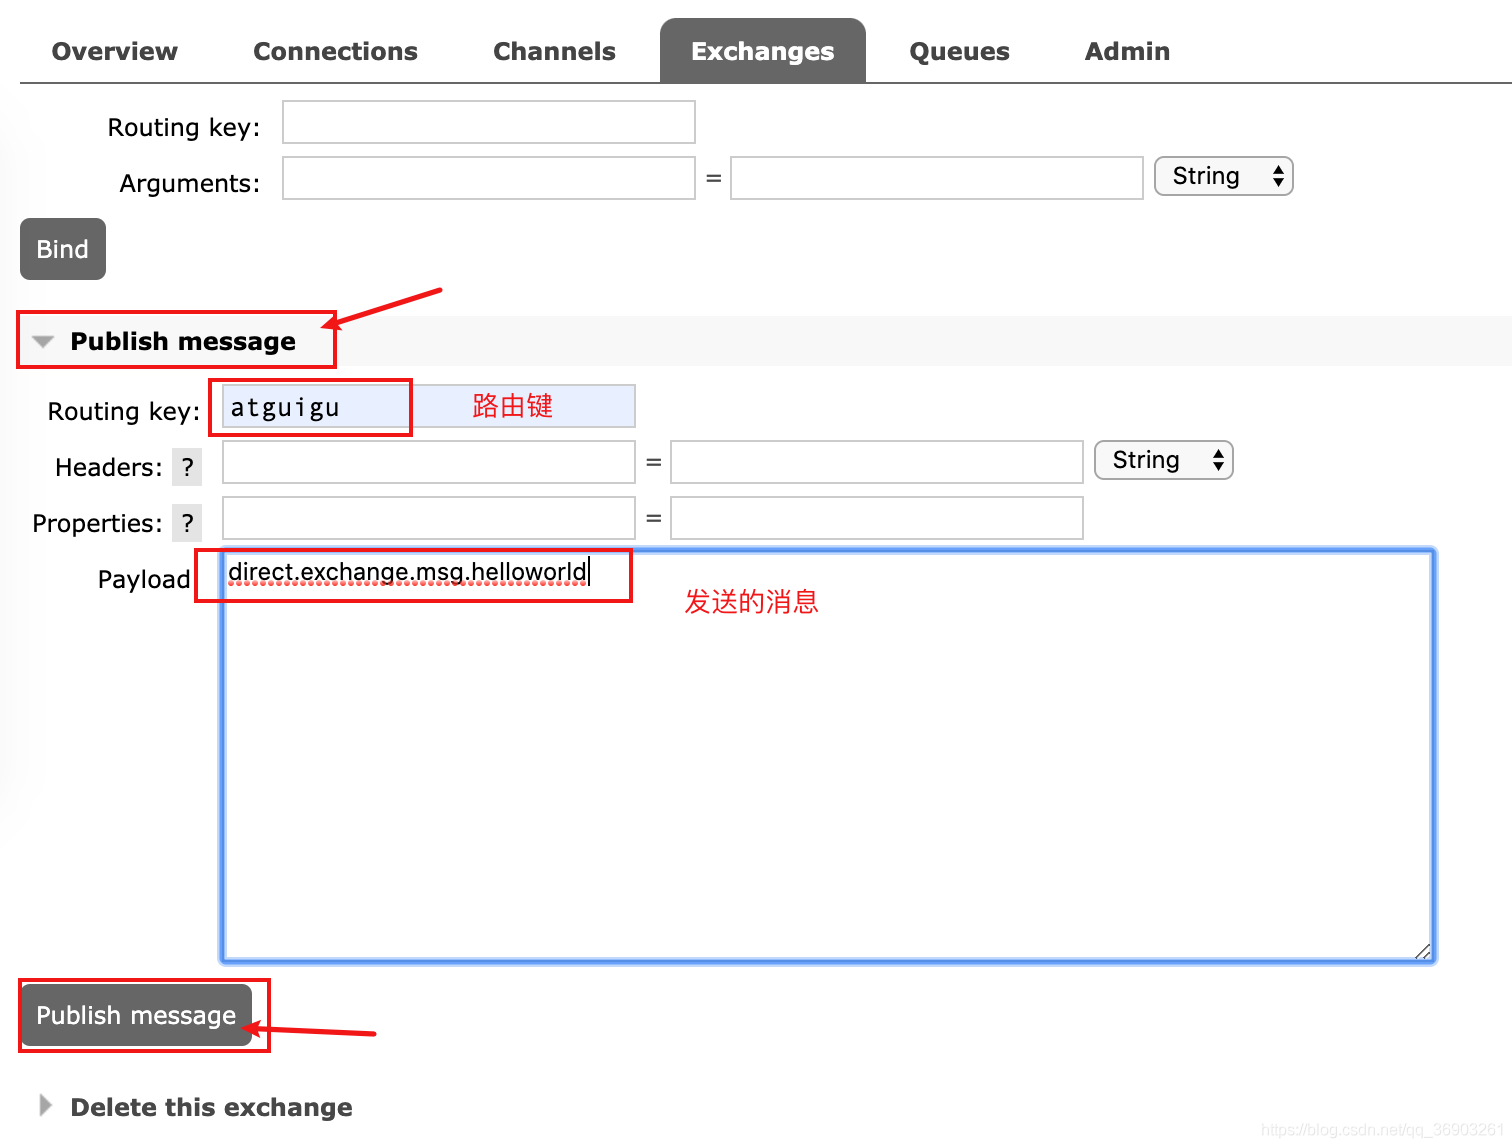 Overview Connections Channels Exchanges Queues Admin
Routing key:
Arguments: = String
Bind
Publish message
Routing key: atguigu 路由键
Headers: ? = String
Properties: ? =
Payload direct.exchange.msg.helloworld
发送的消息
Publish message
Delete this exchange
https://blog.csdn.net/qq_36903261